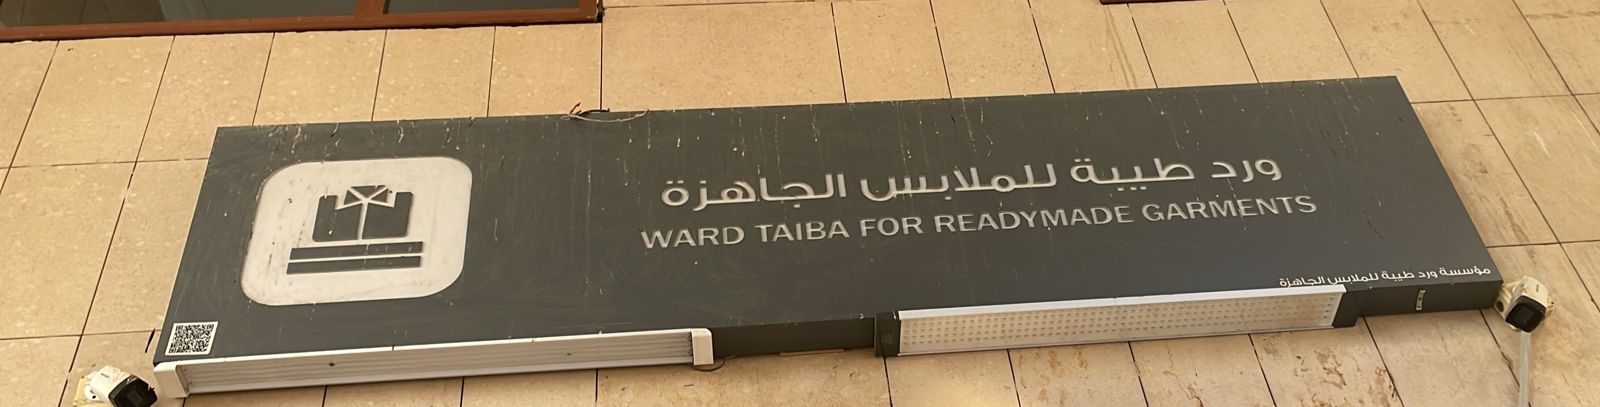 ورد طيبة للملابس الجاهزة
WARD TAIBA FOR READYMADE GARMENTS
مؤسسة ورد طيبة للملابس الجاهزة